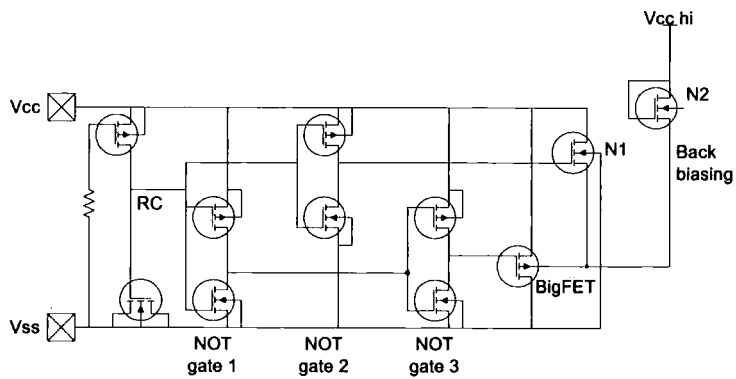 Vcc hi
Vcc
N2
N1
Back
biasing
RC
BigFET
Vss
NOT
gate 1
NOT
gate 2
NOT
gate 3